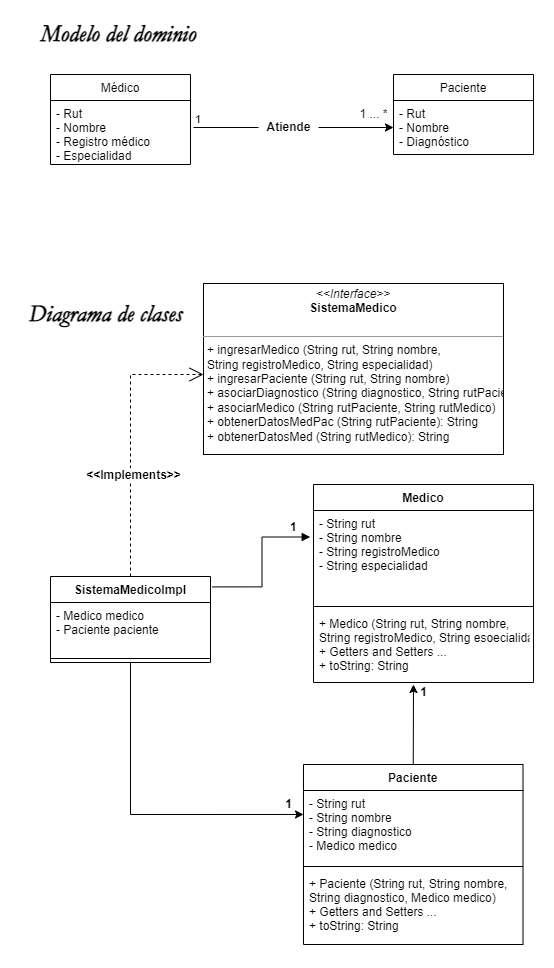 Modelo del dominio
Médico
- Rut
- Nombre
- Registro médico
- Especialidad
1
Atiende
1 ... *
Paciente
- Rut
- Nombre
- Diagnóstico
Diagrama de clases
<<Interface>>
SistemaMedico
+ ingresarMedico (String rut, String nombre,
String registroMedico, String especialidad)
+ ingresarPaciente (String rut, String nombre)
+ asociarDiagnostico (String diagnostico, String rutPacie
+ asociarMedico (String rutPaciente, String rutMedico)
+ obtenerDatosMedPac (String rutPaciente): String
+ obtenerDatosMed (String rutMedico): String
<<Implements>>
Medico
- String rut
- String nombre
- String registroMedico
- String especialidad
+ Medico (String rut, String nombre,
String registroMedico, String esoecialida
+ Getters and Setters ...
+ toString: String
1
SistemaMedicoImpl
- Medico medico
- Paciente paciente
1
1
Paciente
- String rut
- String nombre
- String diagnostico
- Medico medico
+ Paciente (String rut, String nombre,
String diagnostico, Medico medico)
+ Getters and Setters ...
+ toString: String